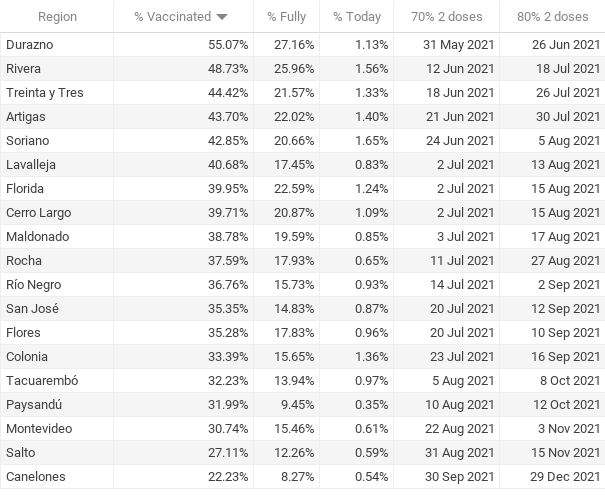 Region % Vaccinated % Fully % Today 70% 2 doses 80% 2 doses
Durazno 55.07% 27.16% 1.13% 31 May 2021 26 Jun 2021
Rivera 48.73% 25.96% 1.56% 12 Jun 2021 18 Jul 2021
Treinta y Tres 44.42% 21.57% 1.33% 18 Jun 2021 26 Jul 2021
Artigas 43.70% 22.02% 1.40% 21 Jun 2021 30 Jul 2021
Soriano 42.85% 20.66% 1.65% 24 Jun 2021 5 Aug 2021
Lavalleja 40.68% 17.45% 0.83% 2 Jul 2021 13 Aug 2021
Florida 39.95% 22.59% 1.24% 2 Jul 2021 15 Aug 2021
Cerro Largo 39.71% 20.87% 1.09% 2 Jul 2021 15 Aug 2021
Maldonado 38.78% 19.59% 0.85% 3 Jul 2021 17 Aug 2021
Rocha 37.59% 17.93% 0.65% 11 Jul 2021 27 Aug 2021
Río Negro 36.76% 15.73% 0.93% 14 Jul 2021 2 Sep 2021
San José 35.35% 14.83% 0.87% 20 Jul 2021 12 Sep 2021
Flores 35.28% 17.83% 0.96% 20 Jul 2021 10 Sep 2021
Colonia 33.39% 15.65% 1.36% 23 Jul 2021 16 Sep 2021
Tacuarembó 32.23% 13.94% 0.97% 5 Aug 2021 8 Oct 2021
Paysandú 31.99% 9.45% 0.35% 10 Aug 2021 12 Oct 2021
Montevideo 30.74% 15.46% 0.61% 22 Aug 2021 3 Nov 2021
Salto 27.11% 12.26% 0.59% 31 Aug 2021 15 Nov 2021
Canelones 22.23% 8.27% 0.54% 30 Sep 2021 29 Dec 2021